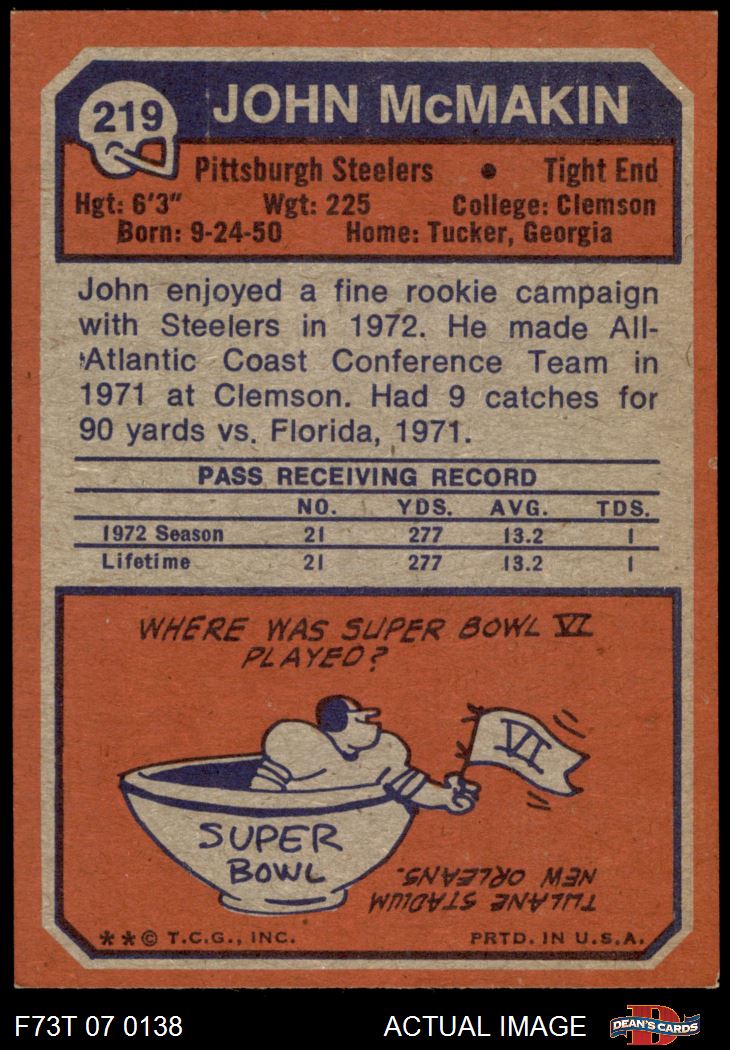 219
JOHN McMAKIN
Pittsburgh Steelers • Tight End
Hgt: 6'3" Wgt: 225 College: Clemson
Born: 9-24-50 Home: Tucker, Georgia
John enjoyed a fine rookie campaign
with Steelers in 1972. He made All-
Atlantic Coast Conference Team in
1971 at Clemson. Had 9 catches for
90 yards vs. Florida, 1971.
PASS RECEIVING RECORD
NO. YDS. AVG. TDS.
1972 Season 21 277 13.2 1
Lifetime 21 277 13.2 1
WHERE WAS SUPER BOWL VI
PLAYED?
VI
SUPER
BOWL
TULANE STADIUM
NEW ORLEANS.
**© T.C.G., INC. PRTD. IN U.S.A.
F73T 07 0138 ACTUAL IMAGE
D
DEAN'S CARDS